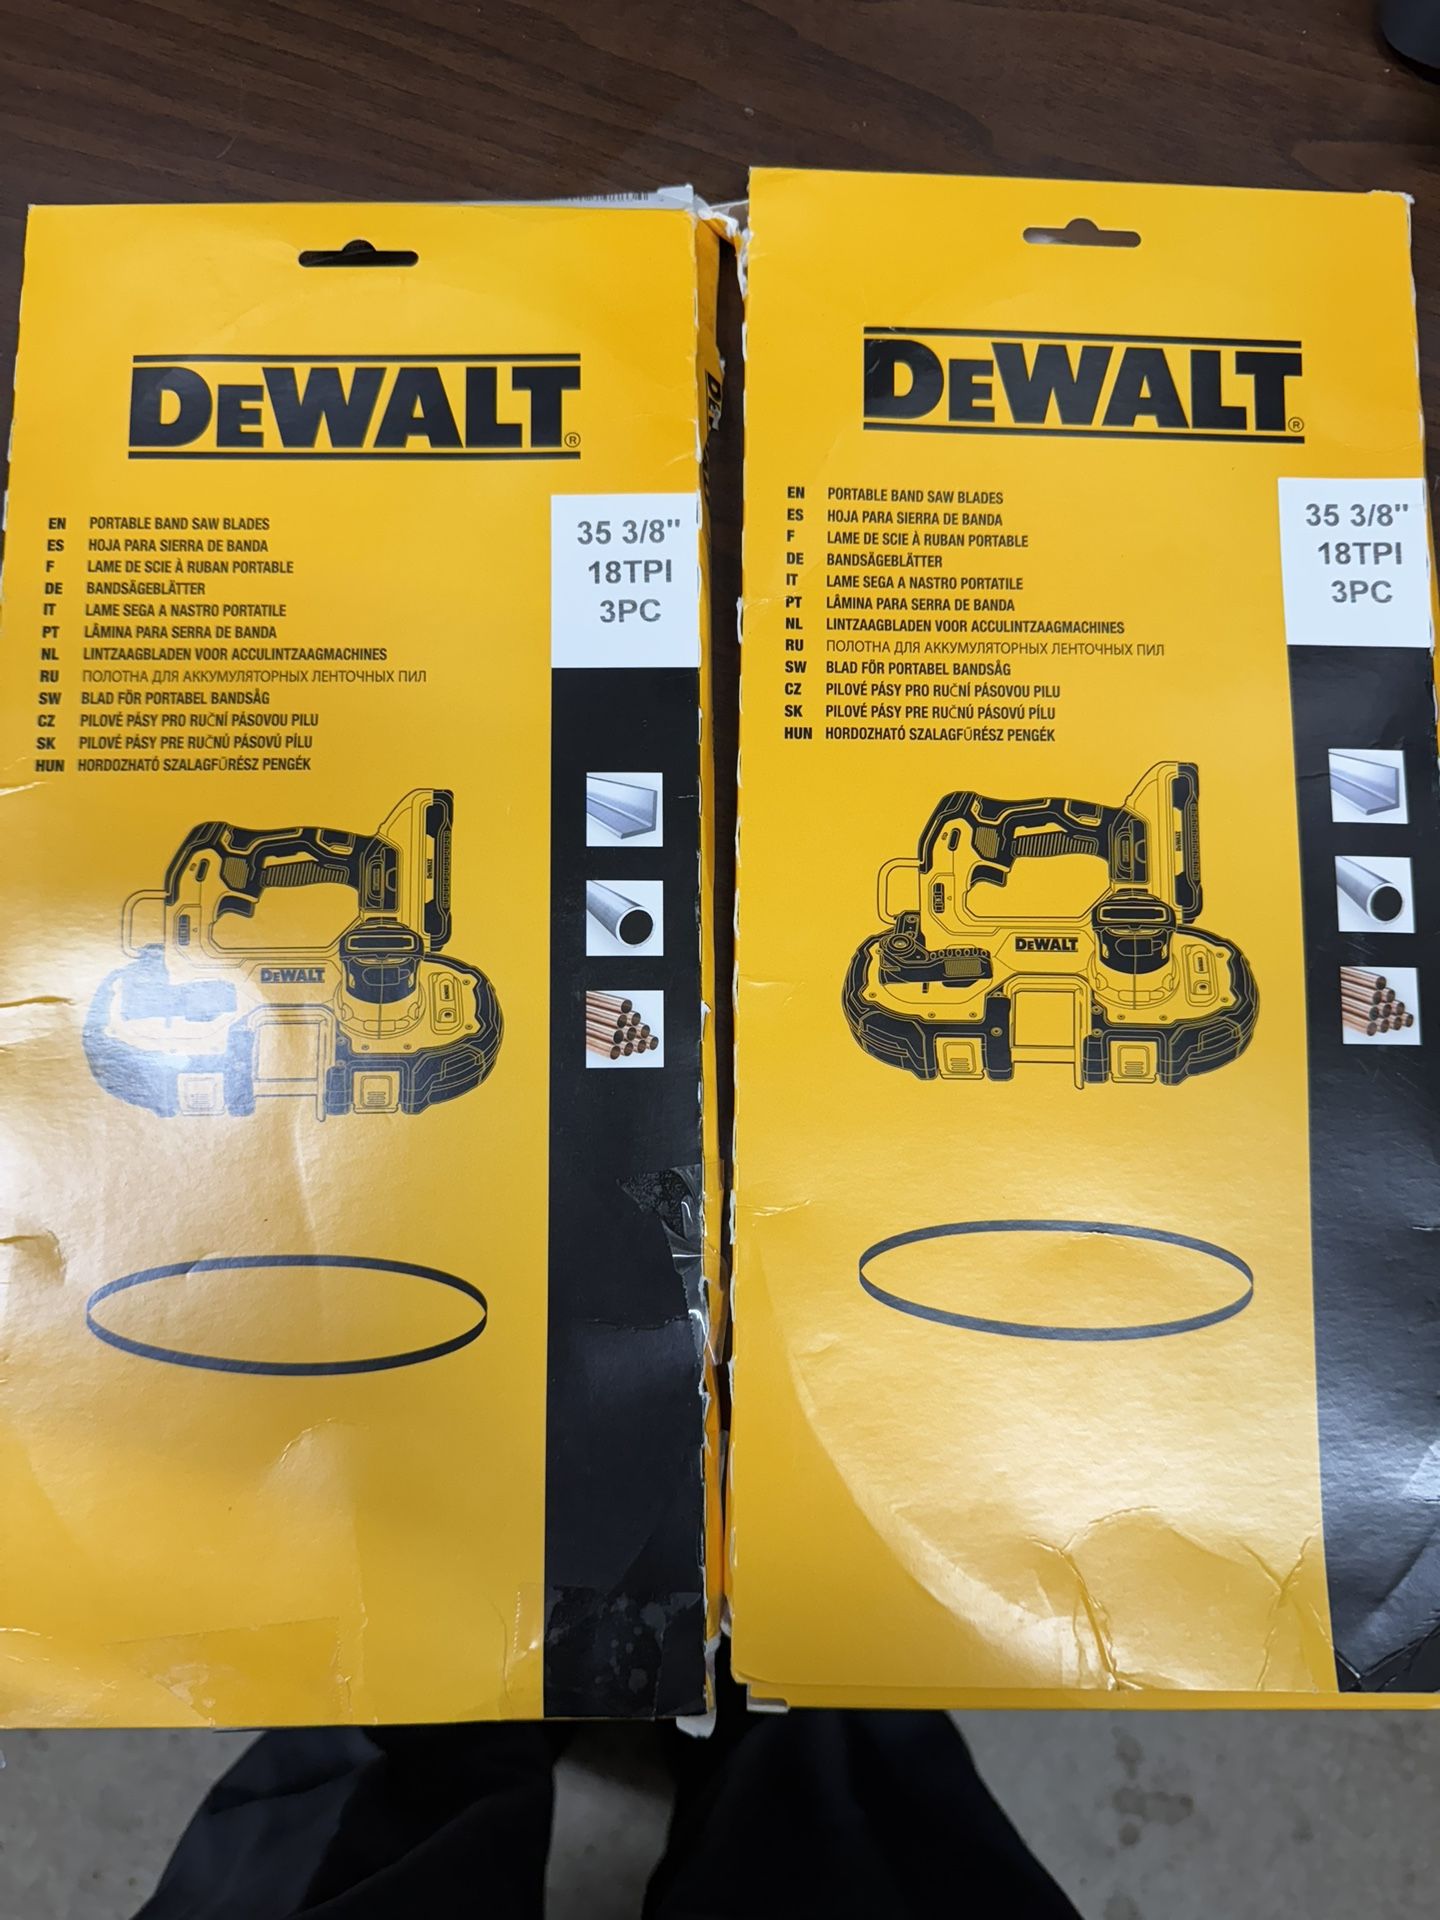 DEWALT®
EN PORTABLE BAND SAW BLADES
ES HOJA PARA SIERRA DE BANDA
F LAME DE SCIE À RUBAN PORTABLE
DE BANDSÄGEBLÄTTER
IT LAME SEGA A NASTRO PORTATILE
PT LÂMINA PARA SERRA DE BANDA
NL LINTZAAGBLADEN VOOR ACCULINTZAAGMACHINES
RU ПОЛОТНА ДЛЯ АККУМУЛЯТОРНЫХ ЛЕНТОЧНЫХ ПИЛ
SW BLAD FÖR PORTABEL BANDSÅG
CZ PILOVÉ PÁSY PRO RUČNÍ PÁSOVOU PILU
SK PILOVÉ PÁSY PRE RUČNÚ PÁSOVÚ PÍLU
HUN HORDOZHATÓ SZALAGFŰRÉSZ PENGÉK
35 3/8"
18TPI
3PC
DEWALT
DEWALT
DEWALT®
EN PORTABLE BAND SAW BLADES
ES HOJA PARA SIERRA DE BANDA
F LAME DE SCIE À RUBAN PORTABLE
DE BANDSÄGEBLÄTTER
IT LAME SEGA A NASTRO PORTATILE
PT LÂMINA PARA SERRA DE BANDA
NL LINTZAAGBLADEN VOOR ACCULINTZAAGMACHINES
RU ПОЛОТНА ДЛЯ АККУМУЛЯТОРНЫХ ЛЕНТОЧНЫХ ПИЛ
SW BLAD FÖR PORTABEL BANDSÅG
CZ PILOVÉ PÁSY PRO RUČNÍ PÁSOVOU PILU
SK PILOVÉ PÁSY PRE RUČNÚ PÁSOVÚ PÍLU
HUN HORDOZHATÓ SZALAGFŰRÉSZ PENGÉK
35 3/8"
18TPI
3PC
DEWALT
DEWALT